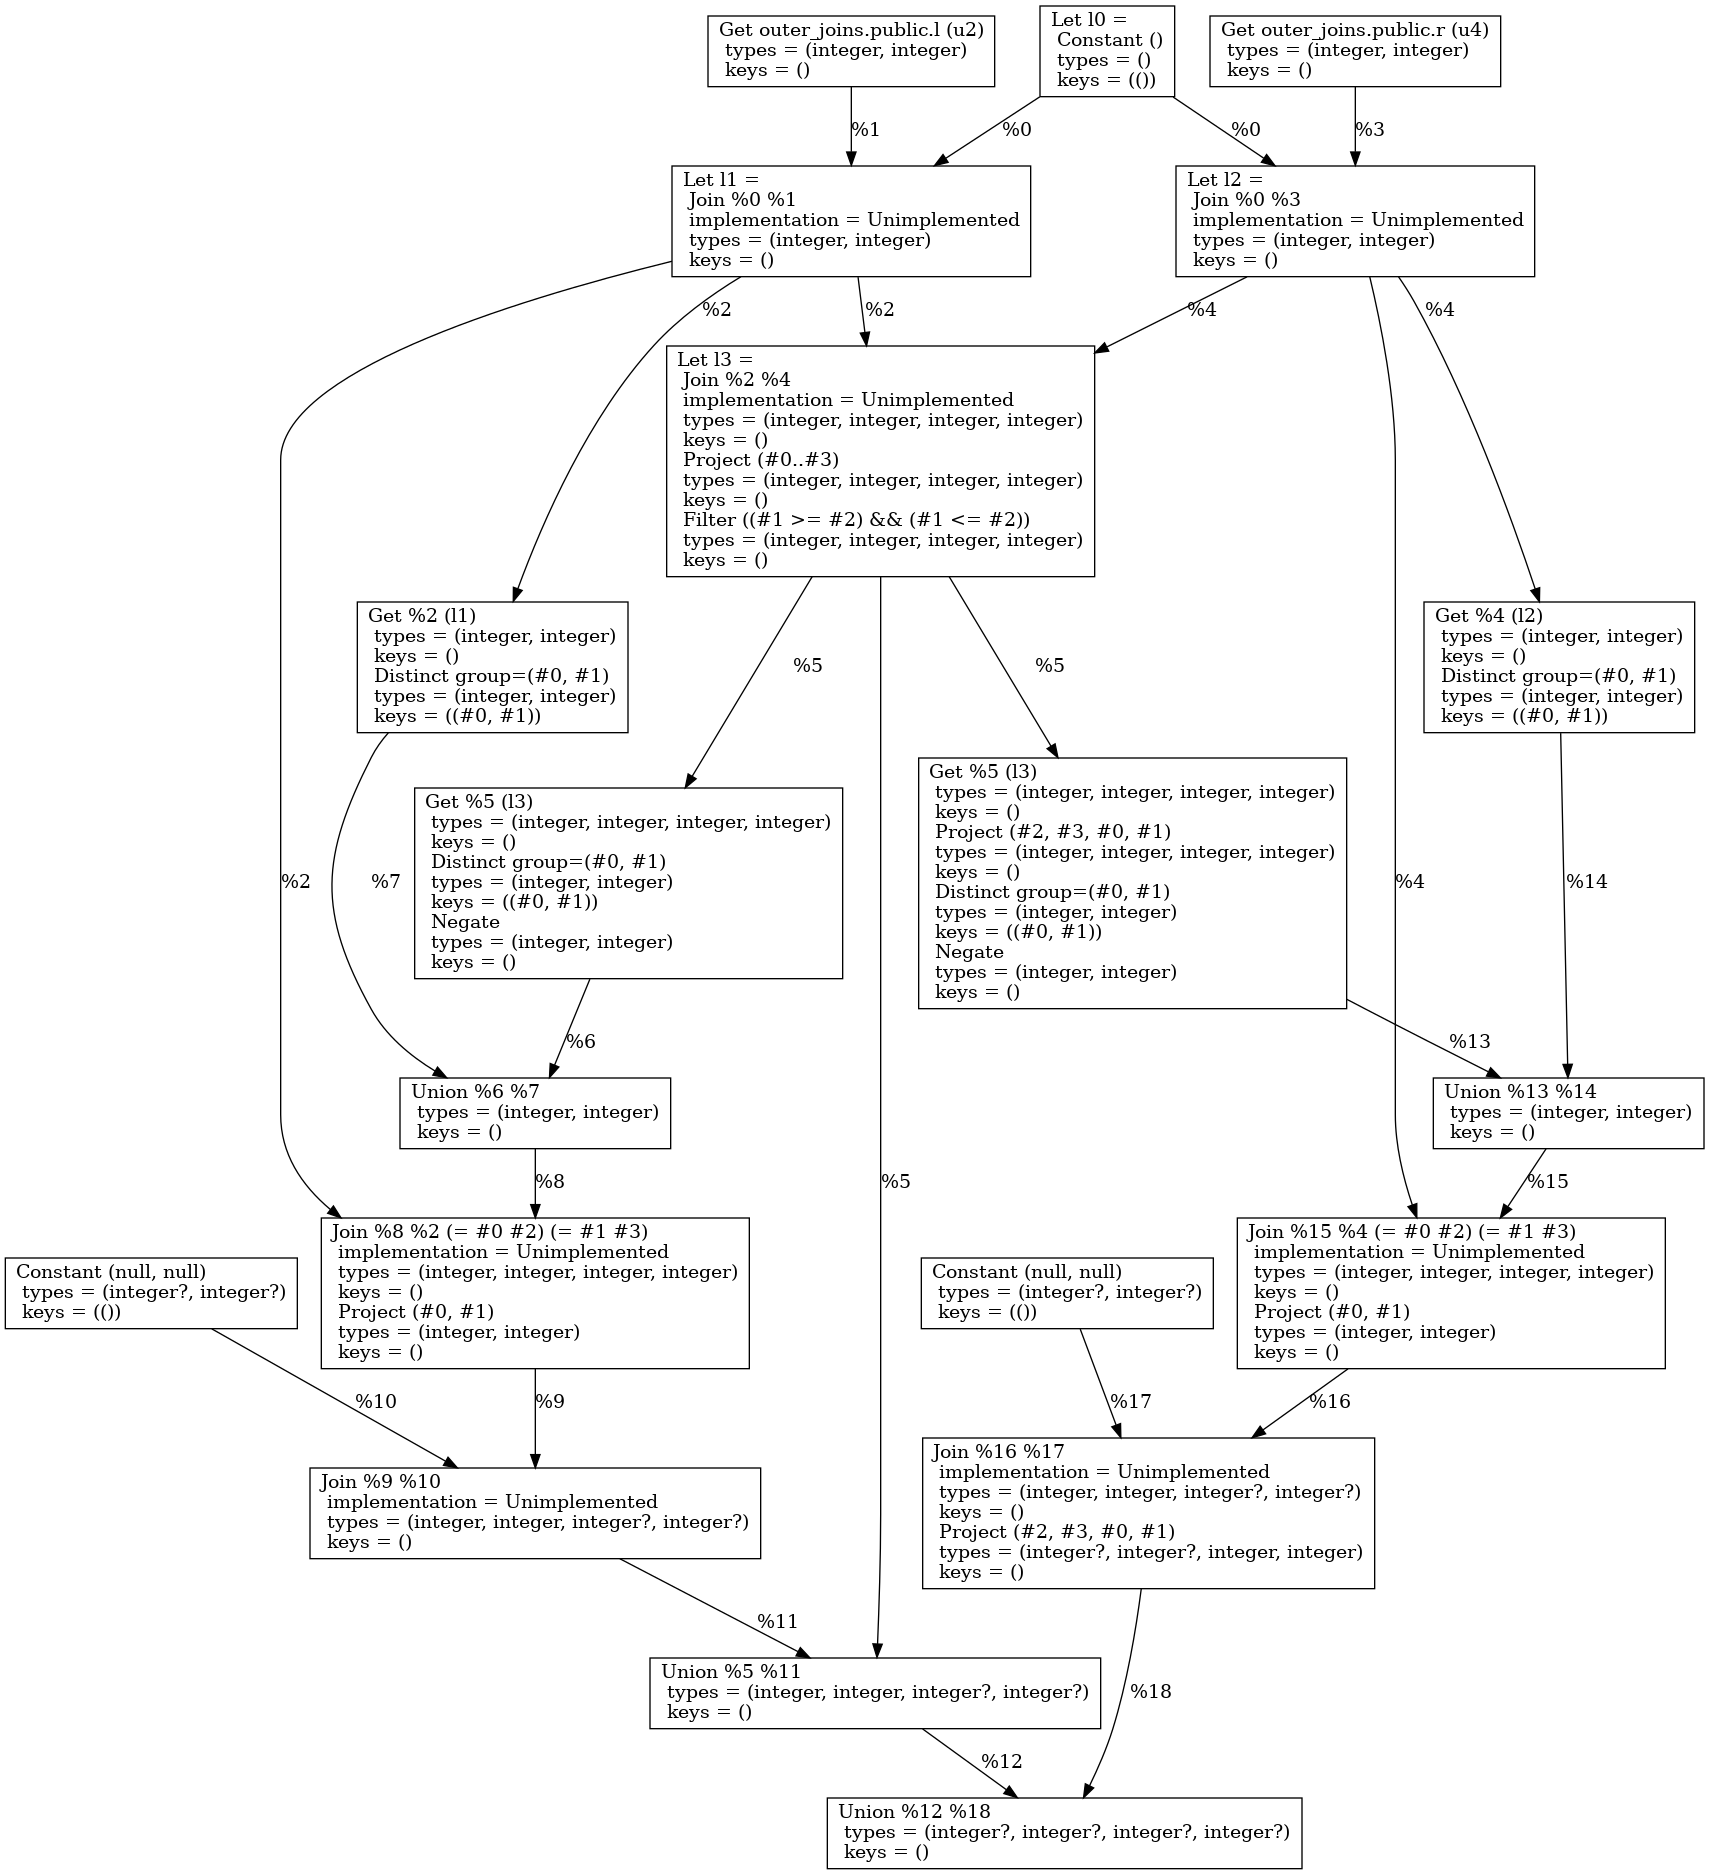 Get outer_joins.public.l (u2)
types = (integer, integer)
keys = ()
Let l0 =
Constant ()
types = ()
keys = (())
Get outer_joins.public.r (u4)
types = (integer, integer)
keys = ()
%1
%0
%0
%3
Let l1 =
Join %0 %1
implementation = Unimplemented
types = (integer, integer)
keys = ()
Let l2 =
Join %0 %3
implementation = Unimplemented
types = (integer, integer)
keys = ()
%2
%2
%4
%4
Let l3 =
Join %2 %4
implementation = Unimplemented
types = (integer, integer, integer, integer)
keys = ()
Project (#0..#3)
types = (integer, integer, integer, integer)
keys = ()
Filter ((#1 >= #2) && (#1 <= #2))
types = (integer, integer, integer, integer)
keys = ()
Get %2 (l1)
types = (integer, integer)
keys = ()
Distinct group=(#0, #1)
types = (integer, integer)
keys = ((#0, #1))
%5
%5
Get %4 (l2)
types = (integer, integer)
keys = ()
Distinct group=(#0, #1)
types = (integer, integer)
keys = ((#0, #1))
Get %5 (l3)
types = (integer, integer, integer, integer)
keys = ()
Distinct group=(#0, #1)
types = (integer, integer)
keys = ((#0, #1))
Negate
types = (integer, integer)
keys = ()
Get %5 (l3)
types = (integer, integer, integer, integer)
keys = ()
Project (#2, #3, #0, #1)
types = (integer, integer, integer, integer)
keys = ()
Distinct group=(#0, #1)
types = (integer, integer)
keys = ((#0, #1))
Negate
types = (integer, integer)
keys = ()
%2
%7
%4
%14
%6
%13
Union %6 %7
types = (integer, integer)
keys = ()
Union %13 %14
types = (integer, integer)
keys = ()
%8
%5
%15
Constant (null, null)
types = (integer?, integer?)
keys = (())
Join %8 %2 (= #0 #2) (= #1 #3)
implementation = Unimplemented
types = (integer, integer, integer, integer)
keys = ()
Project (#0, #1)
types = (integer, integer)
keys = ()
Constant (null, null)
types = (integer?, integer?)
keys = (())
Join %15 %4 (= #0 #2) (= #1 #3)
implementation = Unimplemented
types = (integer, integer, integer, integer)
keys = ()
Project (#0, #1)
types = (integer, integer)
keys = ()
%10
%9
%17
%16
Join %9 %10
implementation = Unimplemented
types = (integer, integer, integer?, integer?)
keys = ()
Join %16 %17
implementation = Unimplemented
types = (integer, integer, integer?, integer?)
keys = ()
Project (#2, #3, #0, #1)
types = (integer?, integer?, integer, integer)
keys = ()
%11
Union %5 %11
types = (integer, integer, integer?, integer?)
keys = ()
%18
%12
Union %12 %18
types = (integer?, integer?, integer?, integer?)
keys = ()